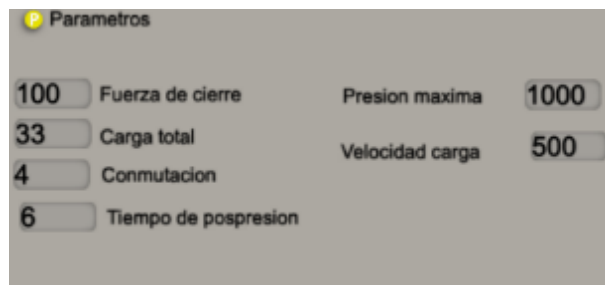 P Parametros
100 Fuerza de cierre
Presion maxima 1000
33 Carga total
Velocidad carga 500
4 Conmutacion
6 Tiempo de pospresion